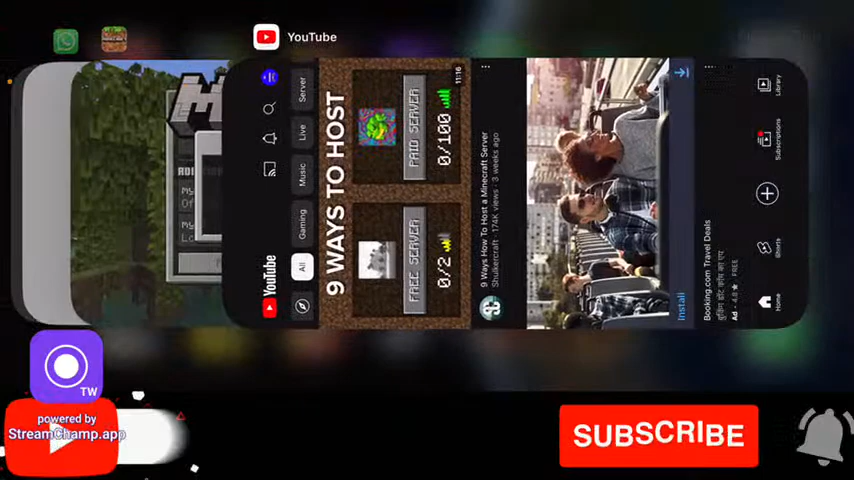 YouTube
YouTube
All
Gaming
Music
Live
Server
9 WAYS TO HOST
FREE SERVER
0/2
PAID SERVER
0/100
11:16
9 Ways How To Host a Minecraft Server
Shulkercraft · 174K views · 3 weeks ago
Install
Booking.com Travel Deals
Ad · 4.8 ★ FREE
Home
Shorts
Subscriptions
Library
TW
powered by
StreamChamp.app
SUBSCRIBE